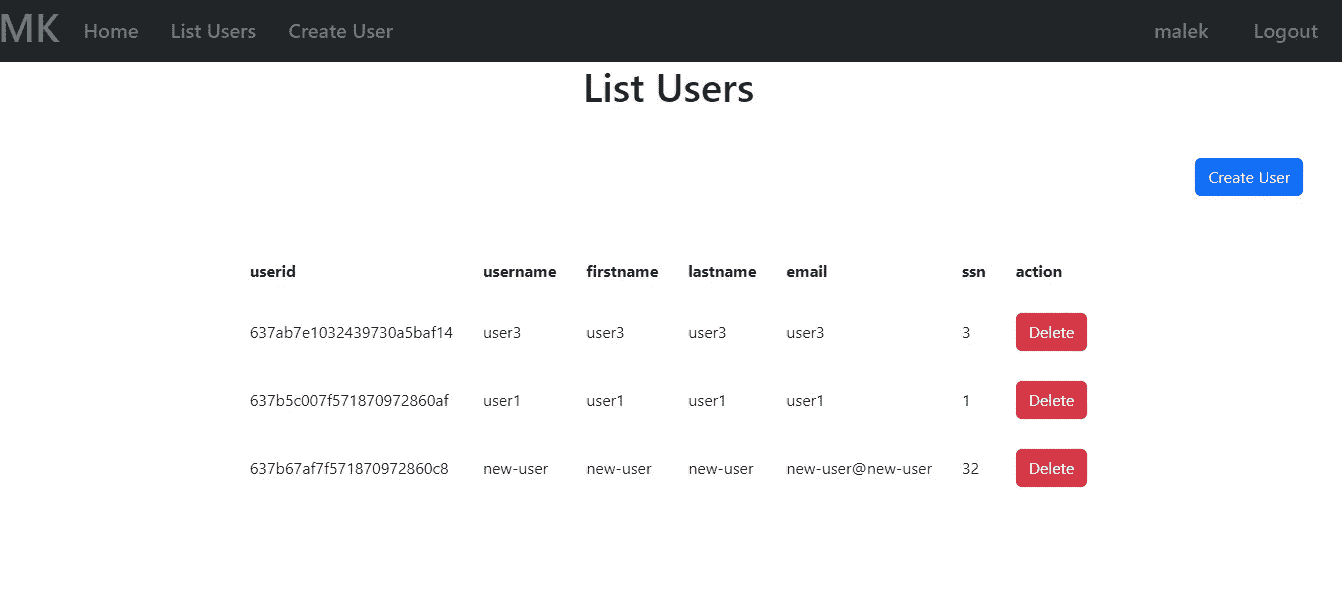 MK Home List Users Create User malek Logout
List Users
Create User
userid username firstname lastname email ssn action
637ab7e1032439730a5baf14 user3 user3 user3 user3 3 Delete
637b5c007f571870972860af user1 user1 user1 user1 1 Delete
637b67af7f571870972860c8 new-user new-user new-user new-user@new-user 32 Delete